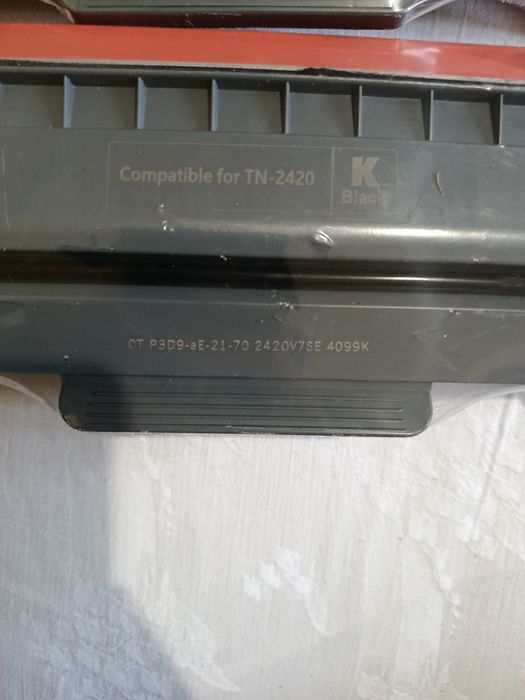 Compatible for TN-2420
K
Black
CT P3D9-aE-21-70 2420V7SE 4099K